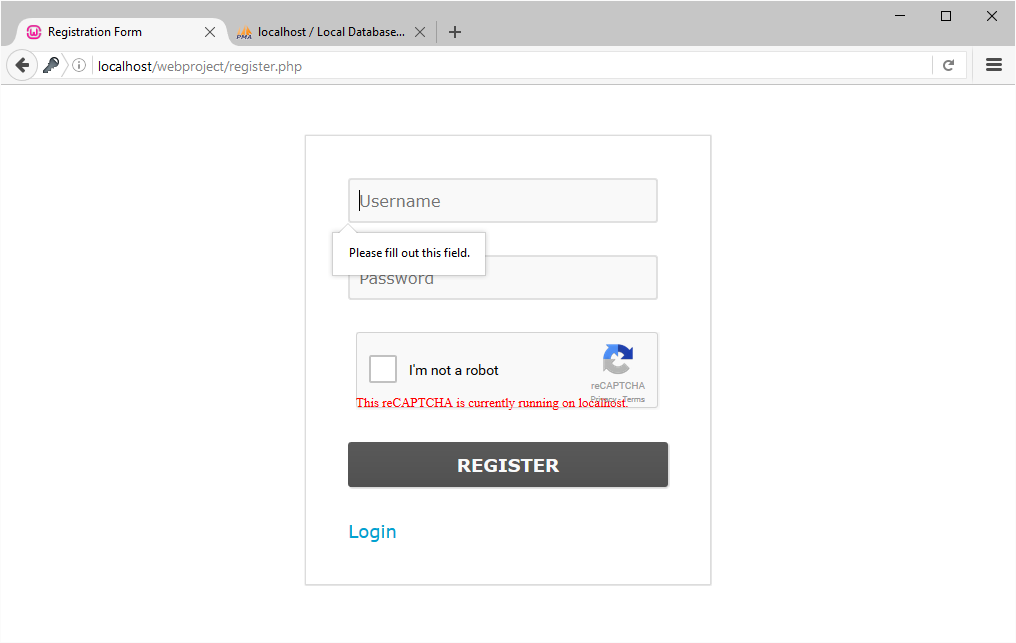 Registration Form
PMA
localhost / Local Database...
localhost/webproject/register.php
Username
Please fill out this field.
Password
I'm not a robot
reCAPTCHA
Privacy - Terms
This reCAPTCHA is currently running on localhost.
REGISTER
Login